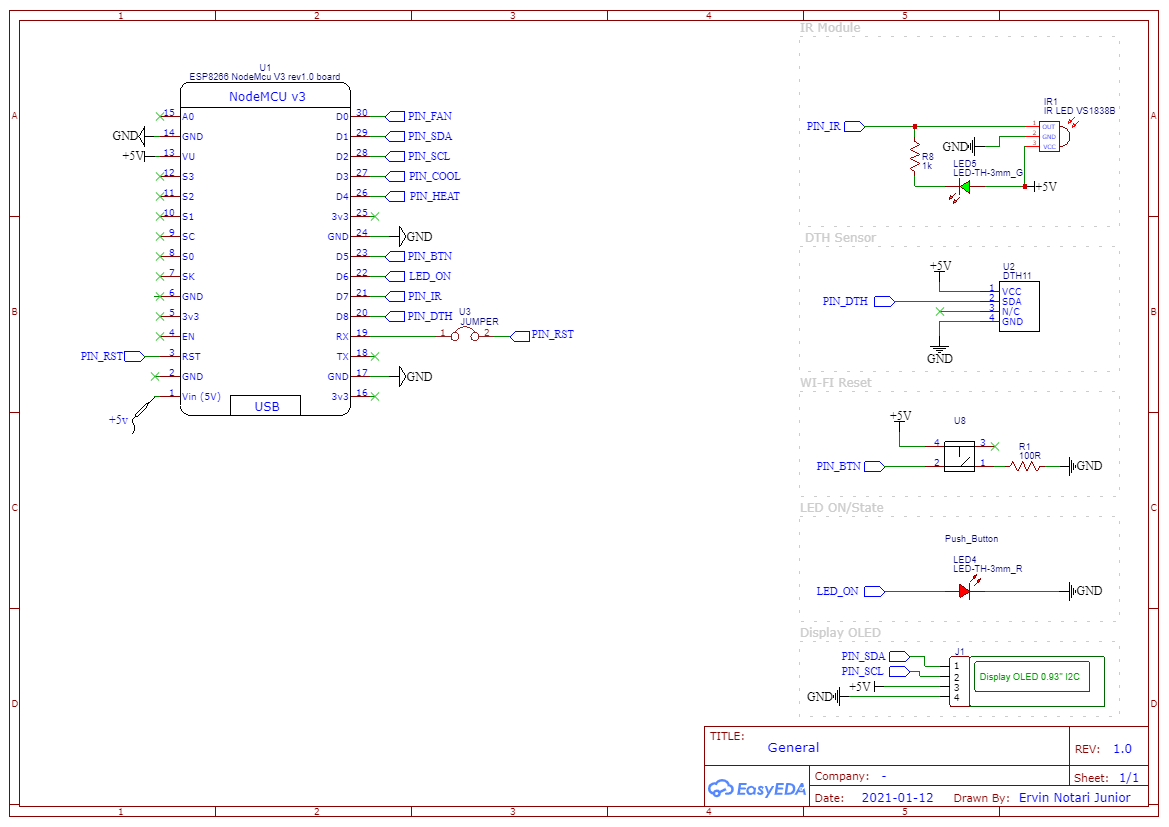 1 2 3 4 5
A
B
C
D
U1
ESP8266 NodeMcu V3 rev1.0 board
NodeMCU v3
15 A0
GND 14 GND
+5V 13 VU
12 S3
11 S2
10 S1
9 SC
8 S0
7 SK
6 GND
5 3v3
4 EN
PIN_RST 3 RST
2 GND
1 Vin (5V)
+5v
USB
D0 30 PIN_FAN
D1 29 PIN_SDA
D2 28 PIN_SCL
D3 27 PIN_COOL
D4 26 PIN_HEAT
3v3 25
GND 24 GND
D5 23 PIN_BTN
D6 22 LED_ON
D7 21 PIN_IR
D8 20 PIN_DTH
RX 19
TX 18
GND 17 GND
3v3 16
U3
JUMPER
1 2 PIN_RST
IR Module
IR1
IR LED VS1838B
PIN_IR
1 OUT
2 GND
3 VCC
GND
R8
1k
LED5
LED-TH-3mm_G
+5V
DTH Sensor
+5V
U2
DTH11
PIN_DTH
1 VCC
2 SDA
3 N/C
4 GND
GND
WI-FI Reset
+5V
U8
4 3
2 1
PIN_BTN
R1
100R
GND
LED ON/State
Push_Button
LED4
LED-TH-3mm_R
LED_ON
GND
Display OLED
PIN_SDA
PIN_SCL
+5V
GND
J1
1
2
3
4
Display OLED 0.93" I2C
TITLE:
General
REV: 1.0
EasyEDA
Company: -
Sheet: 1/1
Date: 2021-01-12
Drawn By: Ervin Notari Junior
A
B
C
D
1 2 3 4 5